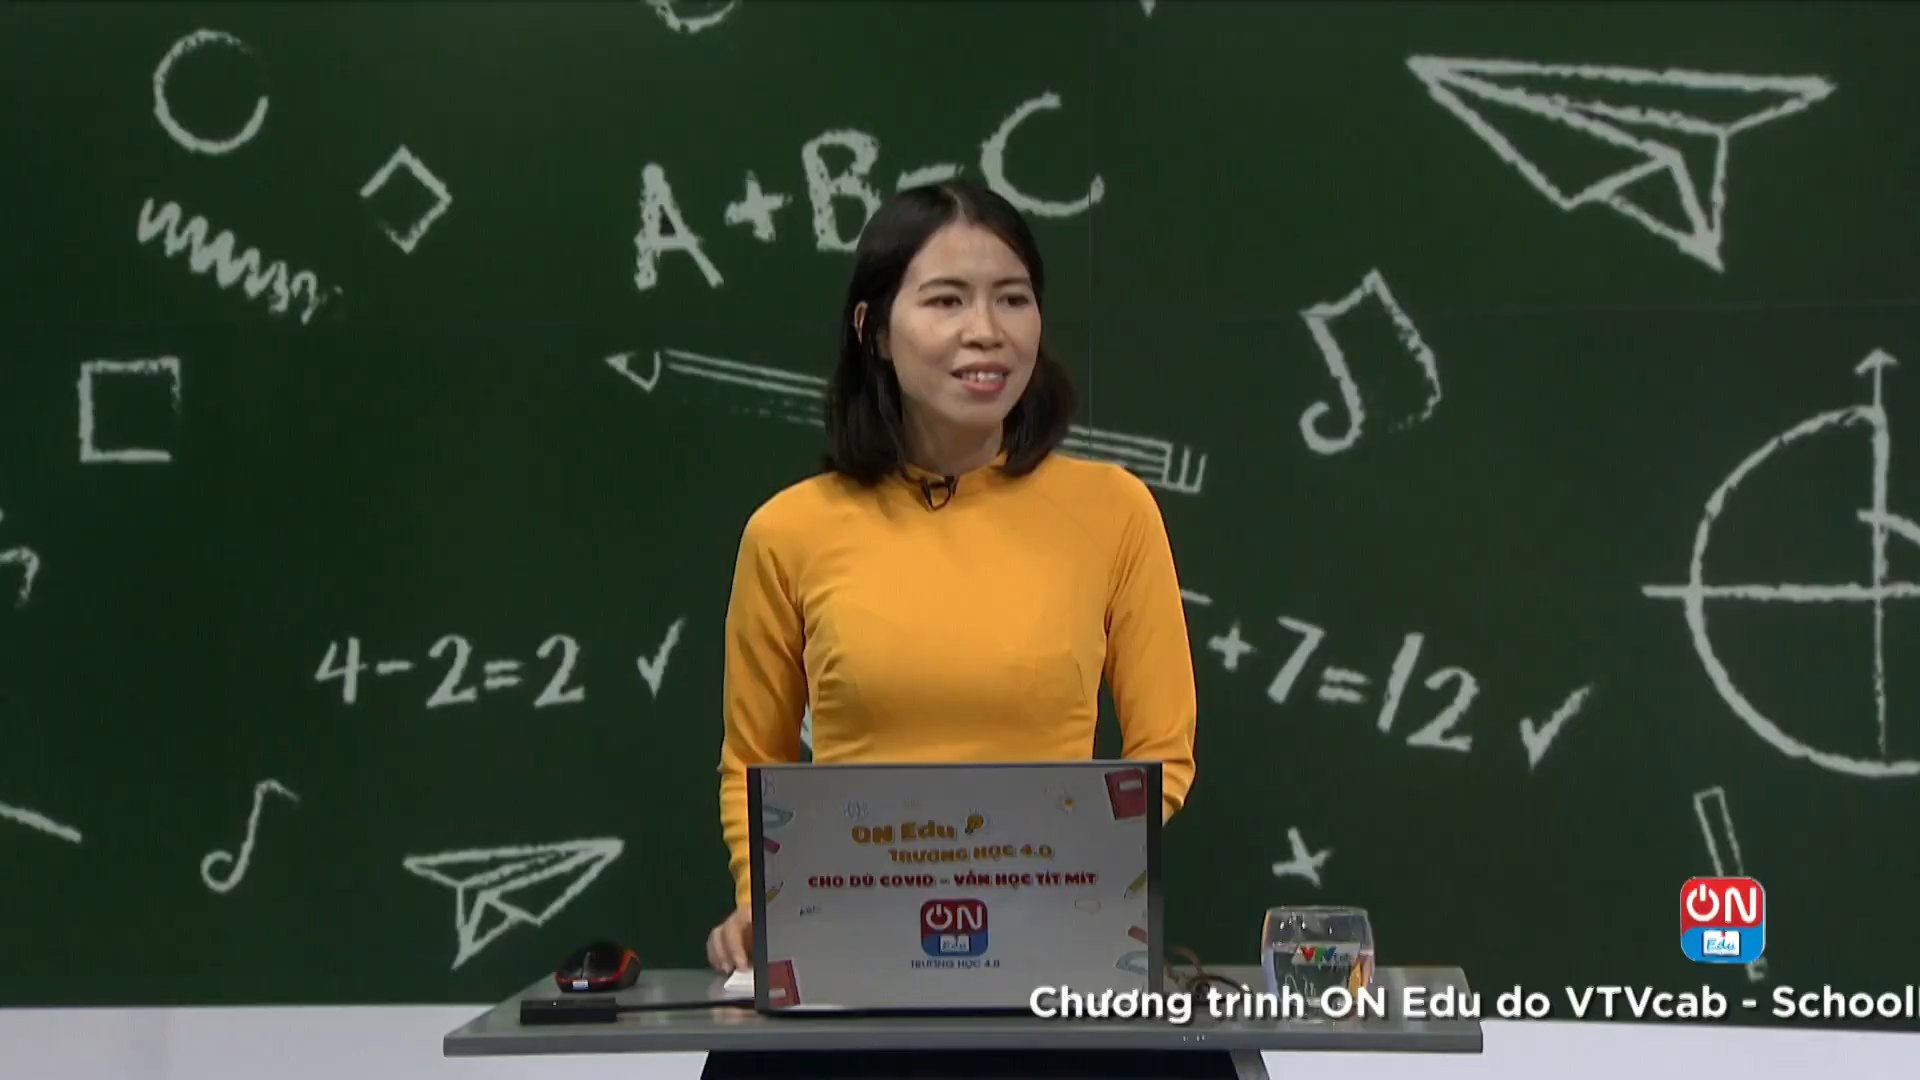 A+B=C
4-2=2 ✓
+7=12 ✓
ON Edu
TRƯỜNG HỌC 4.0
CHO DÙ COVID – VẪN HỌC TÍT MÍT
ON
Edu
TRƯỜNG HỌC 4.0
VTVcab
ON
Edu
Chương trình ON Edu do VTVcab - School